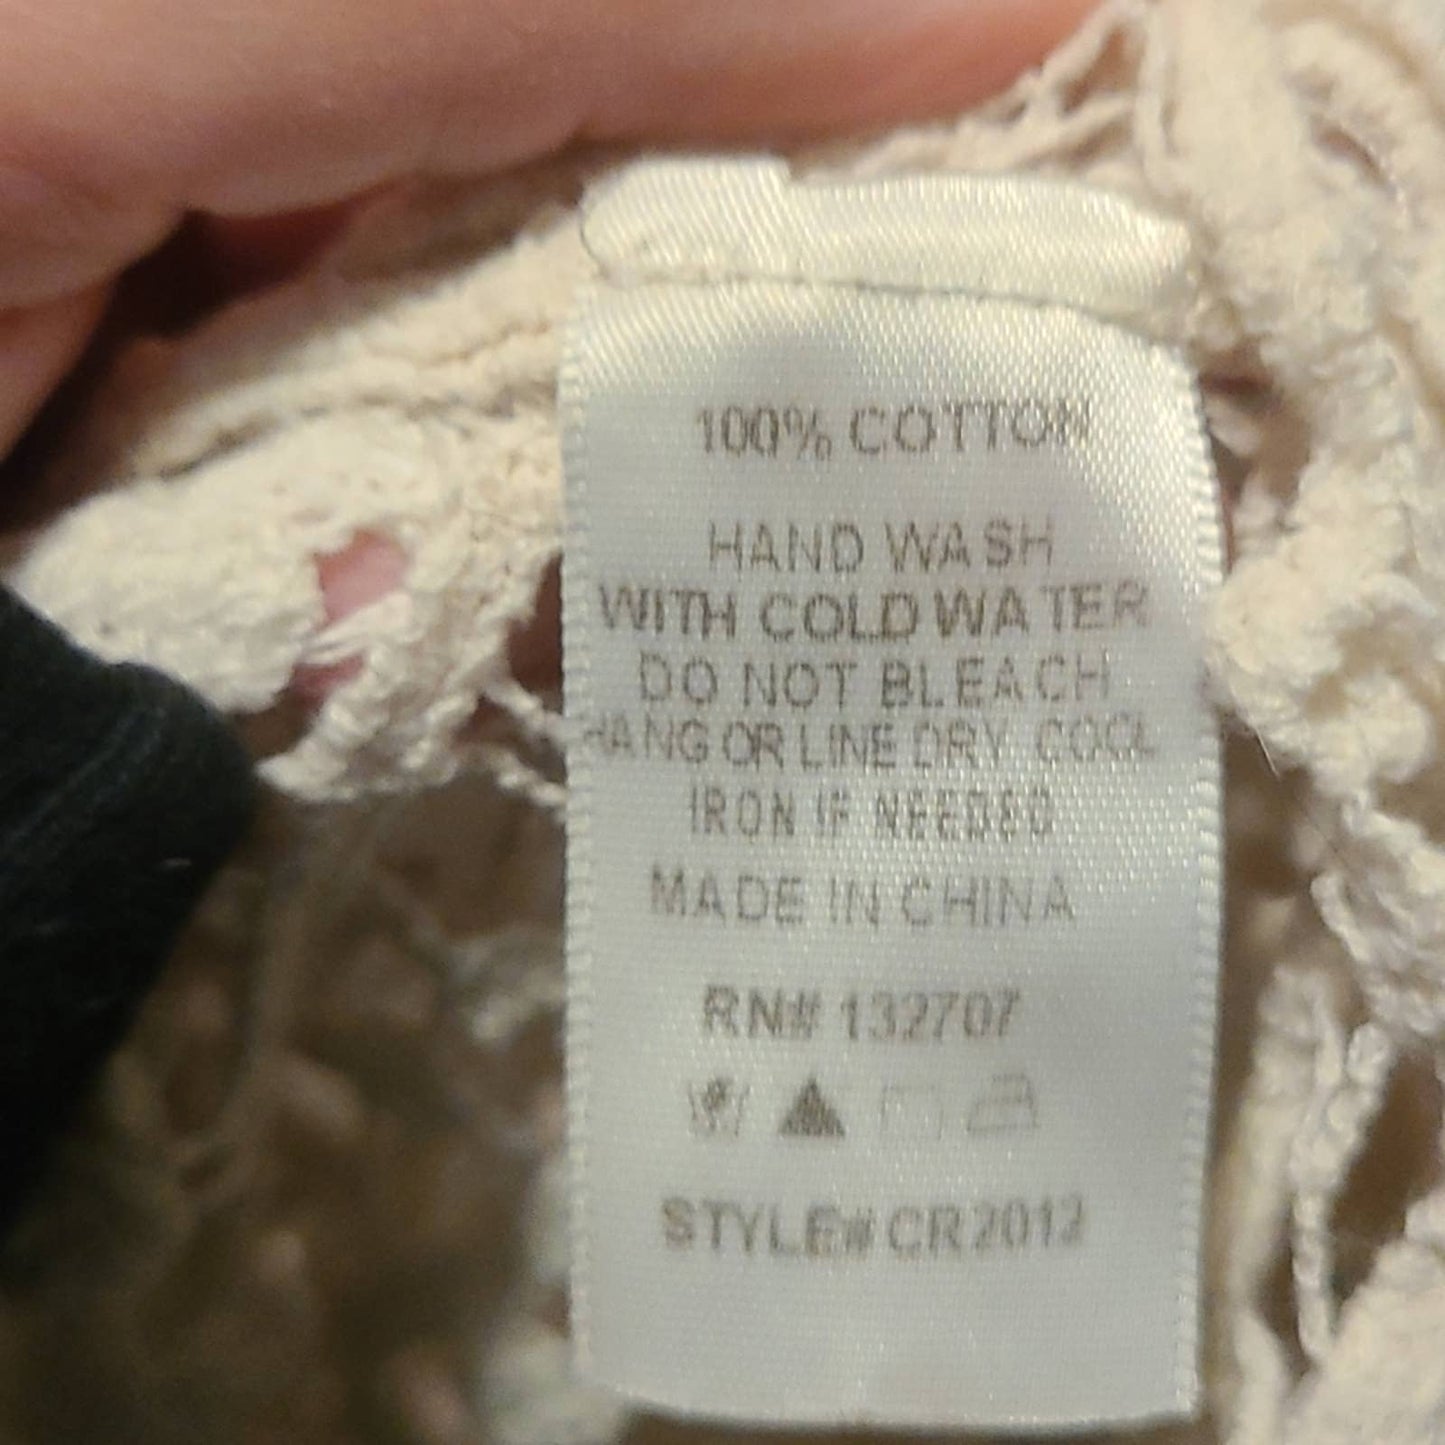 100% COTTON
HAND WASH
WITH COLD WATER
DO NOT BLEACH
HANG OR LINE DRY, COOL
IRON IF NEEDED
MADE IN CHINA
RN# 132707
STYLE# CR2012